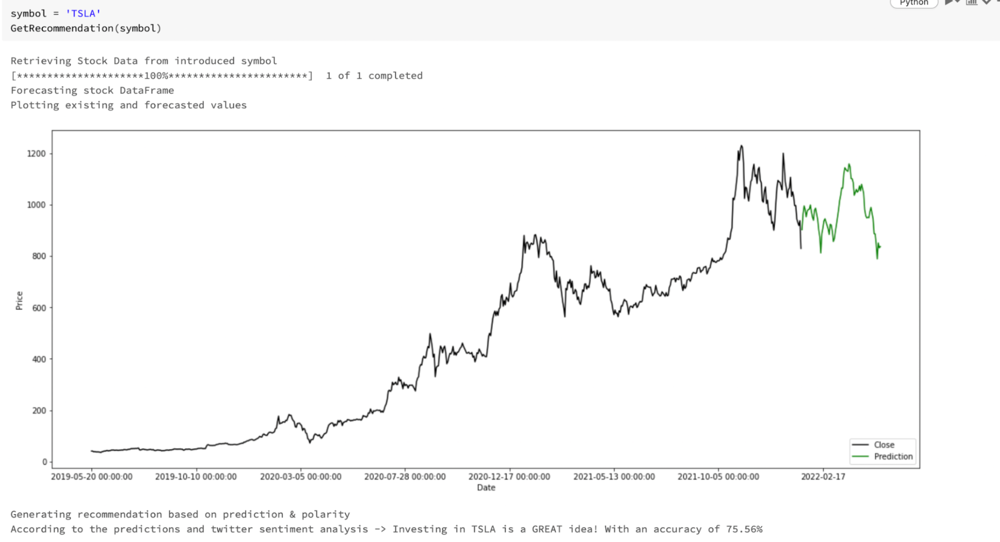 Python
symbol = 'TSLA'
GetRecommendation(symbol)
Retrieving Stock Data from introduced symbol
[*********************100%***********************]  1 of 1 completed
Forecasting stock DataFrame
Plotting existing and forecasted values
1200
1000
800
600
400
200
0
Price
Close
Prediction
2019-05-20 00:00:00 2019-10-10 00:00:00 2020-03-05 00:00:00 2020-07-28 00:00:00 2020-12-17 00:00:00 2021-05-13 00:00:00 2021-10-05 00:00:00 2022-02-17
Date
Generating recommendation based on prediction & polarity
According to the predictions and twitter sentiment analysis -> Investing in TSLA is a GREAT idea! With an accuracy of 75.56%